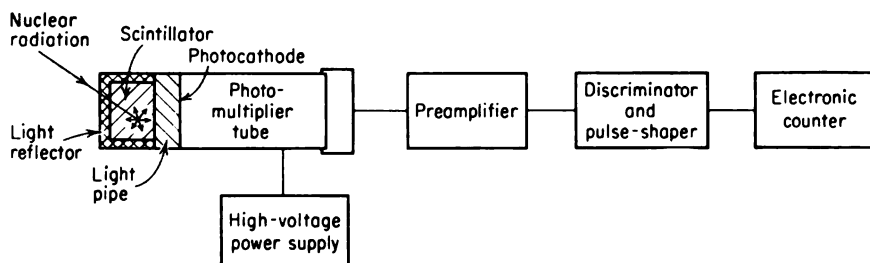 Nuclear
radiation
Scintillator
Photocathode
Light
reflector
Light
pipe
Photo-
multiplier
tube
High-voltage
power supply
Preamplifier
Discriminator
and
pulse-shaper
Electronic
counter